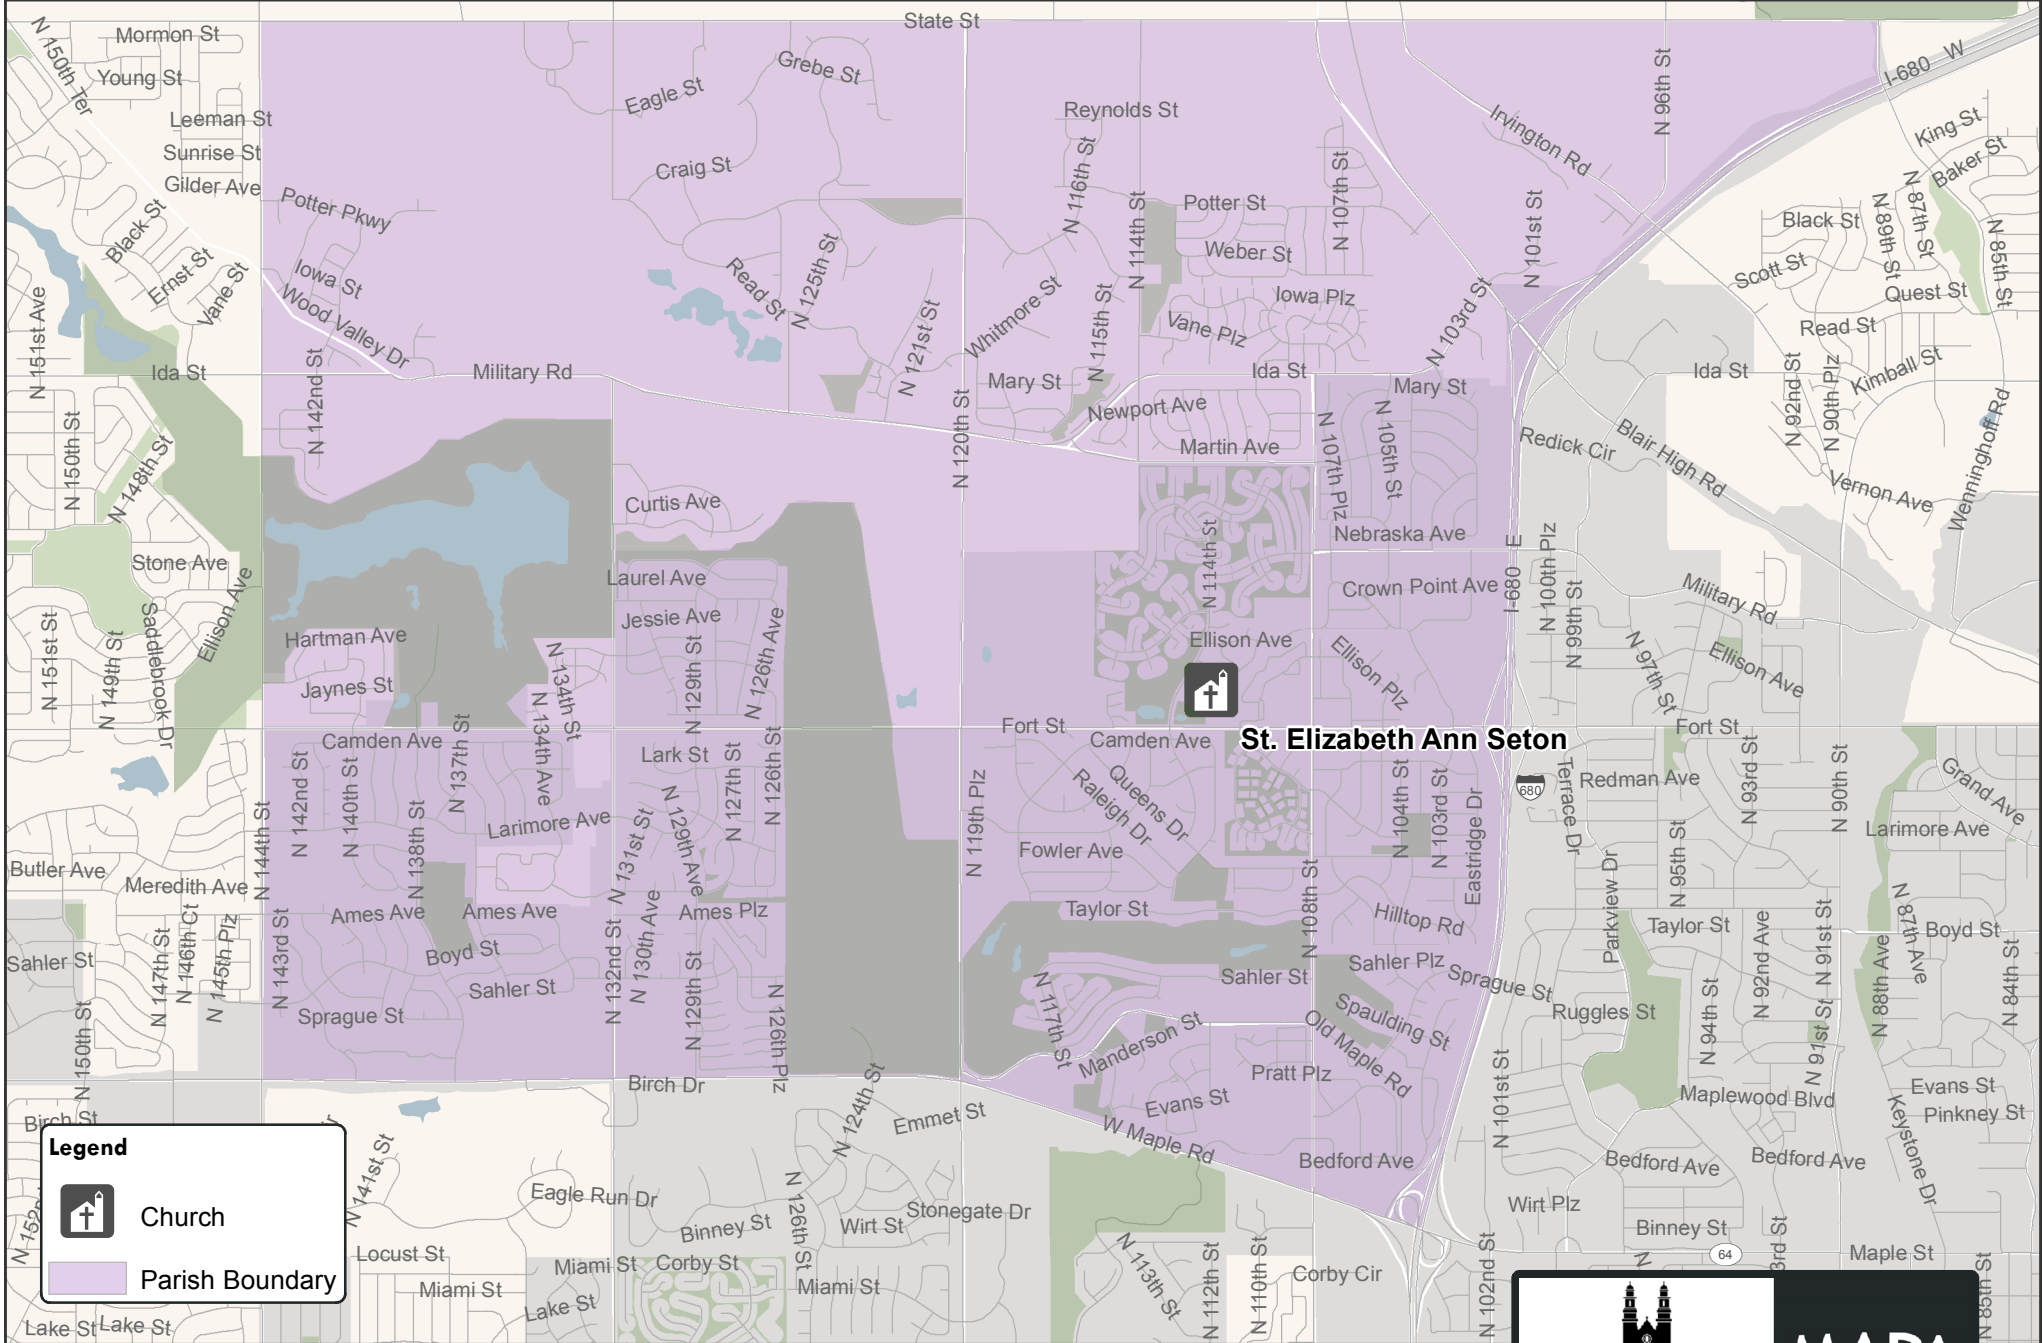 State St
Mormon St
N 150th Ter
Young St
Grebe St
I-680 W
Eagle St
N 96th St
Reynolds St
Leeman St
King St
Irvington Rd
Sunrise St
Baker St
Craig St
N 116th St
Gilder Ave
Potter Pkwy
N 107th St
Potter St
N 114th St
N 101st St
Black St
Black St
N 89th St
N 87th St
N 85th St
Weber St
Ernst St
Vane St
Iowa St
Read St
N 125th St
Scott St
Quest St
Iowa Plz
N 151st Ave
Wood Valley Dr
N 121st St
Whitmore St
N 115th St
Vane Plz
N 103rd St
Read St
Ida St
Military Rd
Ida St
Ida St
Kimball St
N 142nd St
Mary St
Mary St
N 92nd St
N 90th Plz
Newport Ave
N 150th St
N 148th St
N 120th St
Martin Ave
N 107th Plz
N 105th St
Redick Cir
Blair High Rd
Wenninghoff Rd
Vernon Ave
Curtis Ave
Nebraska Ave
Stone Ave
Laurel Ave
N 114th St
Crown Point Ave
I-680 E
N 100th Plz
N 99th St
Military Rd
Jessie Ave
Ellison Ave
Saddlebrook Dr
Hartman Ave
Ellison Ave
Ellison Plz
Ellison Ave
N 151st St
N 149th St
Jaynes St
N 134th St
N 134th Ave
N 129th St
N 126th Ave
N 97th St
Fort St
Fort St
Camden Ave
Camden Ave
St. Elizabeth Ann Seton
N 137th St
Lark St
N 127th St
N 126th St
Redman Ave
680
Terrace Dr
N 93rd St
N 90th St
Grand Ave
N 144th St
N 142nd St
N 140th St
N 138th St
Larimore Ave
N 131st St
N 129th Ave
N 119th Plz
Queens Dr
Raleigh Dr
N 104th St
N 103rd St
Eastridge Dr
Larimore Ave
Fowler Ave
N 95th St
Butler Ave
Meredith Ave
Ames Ave
Ames Ave
Ames Plz
Taylor St
N 108th St
Hilltop Rd
Parkview Dr
Taylor St
Boyd St
Boyd St
Sahler St
N 147th St
N 146th Ct
N 145th Plz
N 143rd St
N 132nd St
N 130th Ave
N 129th St
Sahler St
Sahler St
Sahler Plz
Sprague St
N 92nd Ave
N 91st St
N 88th Ave
N 87th Ave
N 84th St
Sprague St
N 126th Plz
N 117th St
Manderson St
Spaulding St
Old Maple Rd
Ruggles St
N 94th St
N 91st St
N 150th St
Birch Dr
Pratt Plz
N 101st St
Evans St
Maplewood Blvd
Evans St
Pinkney St
Keystone Dr
Birch St
Emmet St
N 124th St
W Maple Rd
Bedford Ave
Bedford Ave
Bedford Ave
Legend
Church
Parish Boundary
N 141st St
Eagle Run Dr
N 126th St
Binney St
Wirt St
Stonegate Dr
Wirt Plz
Binney St
Locust St
64
Maple St
Miami St
Corby St
Miami St
Miami St
N 113th St
N 112th St
N 110th St
Corby Cir
N 102nd St
N 85th St
Lake St
Lake St
Lake St